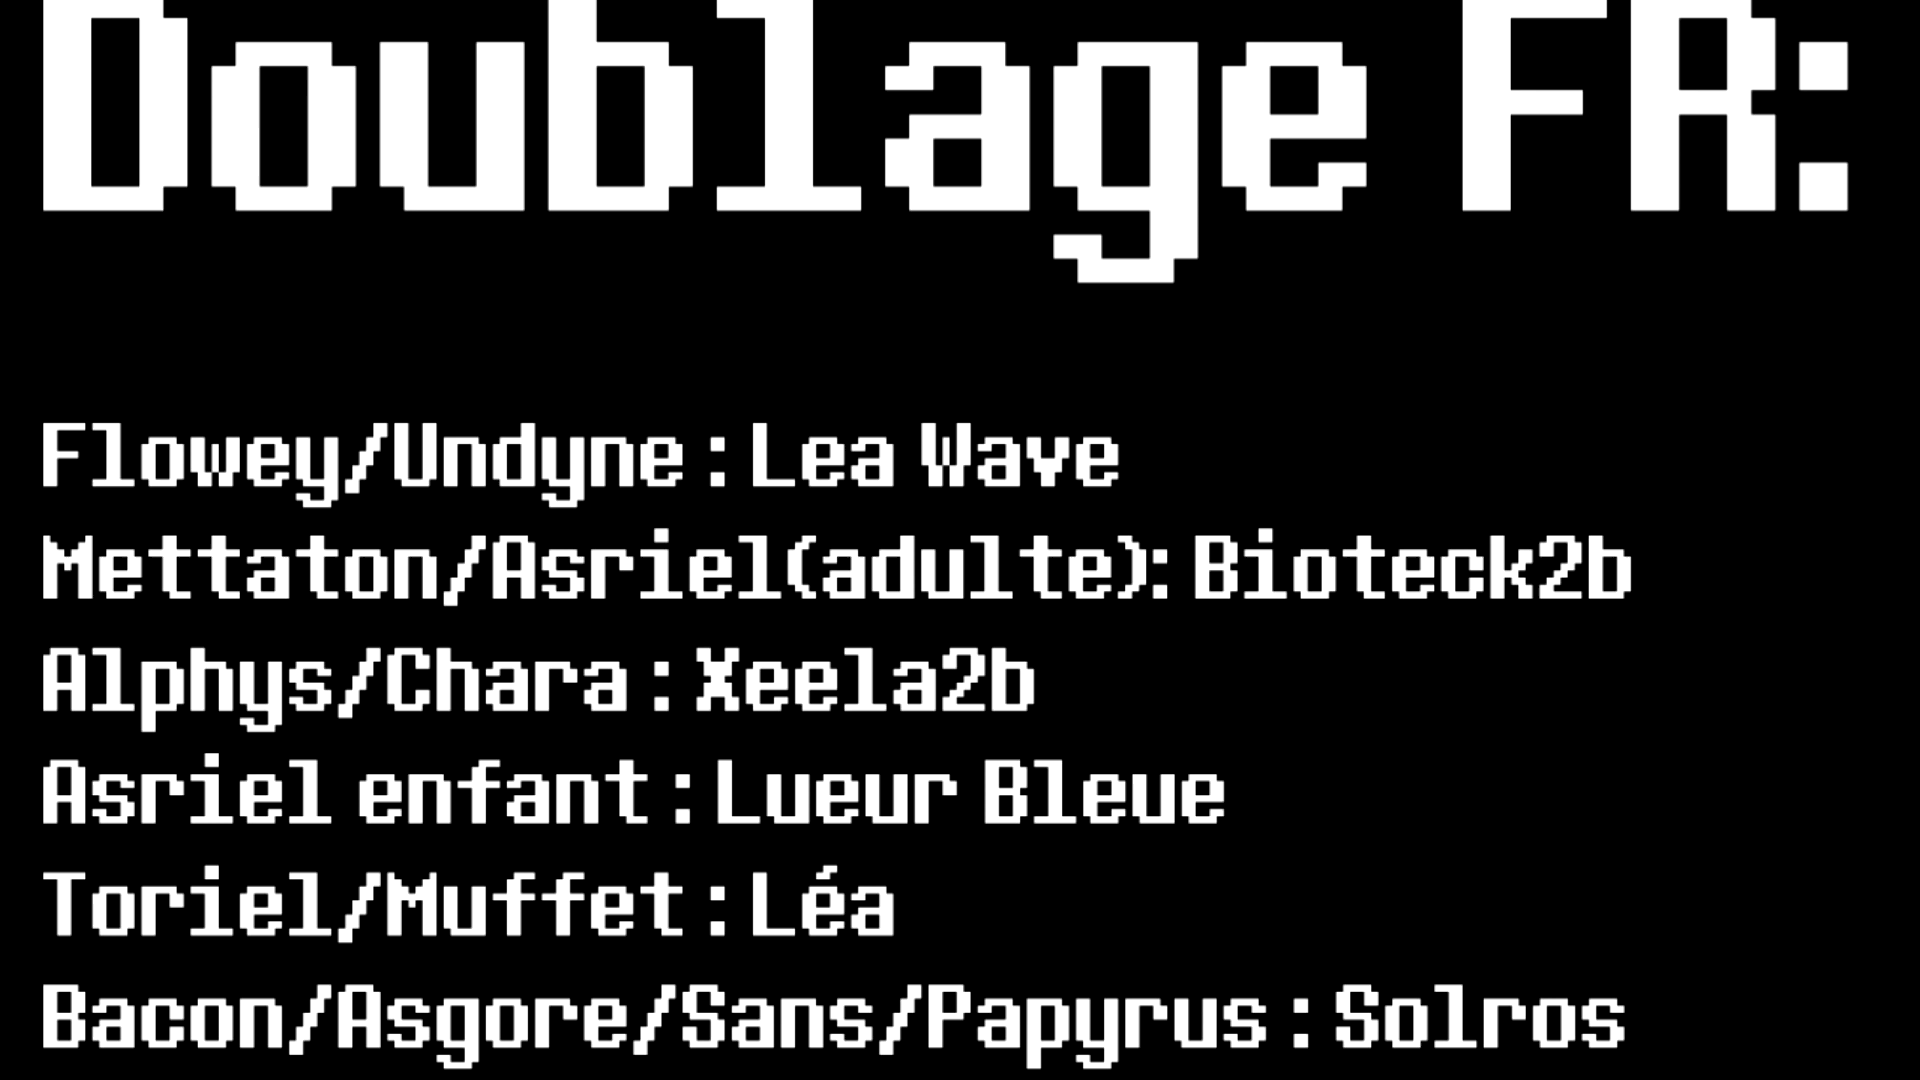 Doublage FR:
Flowey/Undyne : Lea Wave
Mettaton/Asriel(adulte): Bioteck2b
Alphys/Chara : Xeela2b
Asriel enfant : Lueur Bleue
Toriel/Muffet : Léa
Bacon/Asgore/Sans/Papyrus : Solros